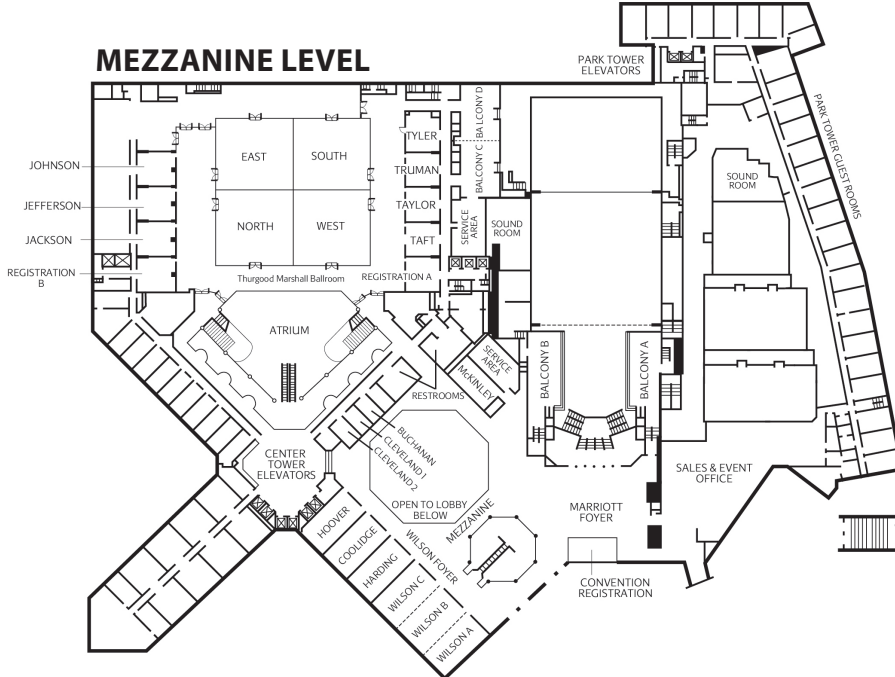 MEZZANINE LEVEL
PARK TOWER
ELEVATORS
PARK TOWER GUEST ROOMS
BALCONY D
BALCONY C
TYLER
TRUMAN
TAYLOR
TAFT
EAST
SOUTH
NORTH
WEST
JOHNSON
JEFFERSON
JACKSON
REGISTRATION
B
SERVICE
AREA
SOUND
ROOM
SOUND
ROOM
Thurgood Marshall Ballroom
REGISTRATION A
ATRIUM
SERVICE
AREA
McKINLEY
RESTROOMS
BALCONY B
BALCONY A
BUCHANAN
CLEVELAND 1
CLEVELAND 2
CENTER
TOWER
ELEVATORS
OPEN TO LOBBY
BELOW
MEZZANINE
SALES & EVENT
OFFICE
MARRIOTT
FOYER
HOOVER
COOLIDGE
HARDING
WILSON C
WILSON B
WILSON A
WILSON FOYER
CONVENTION
REGISTRATION